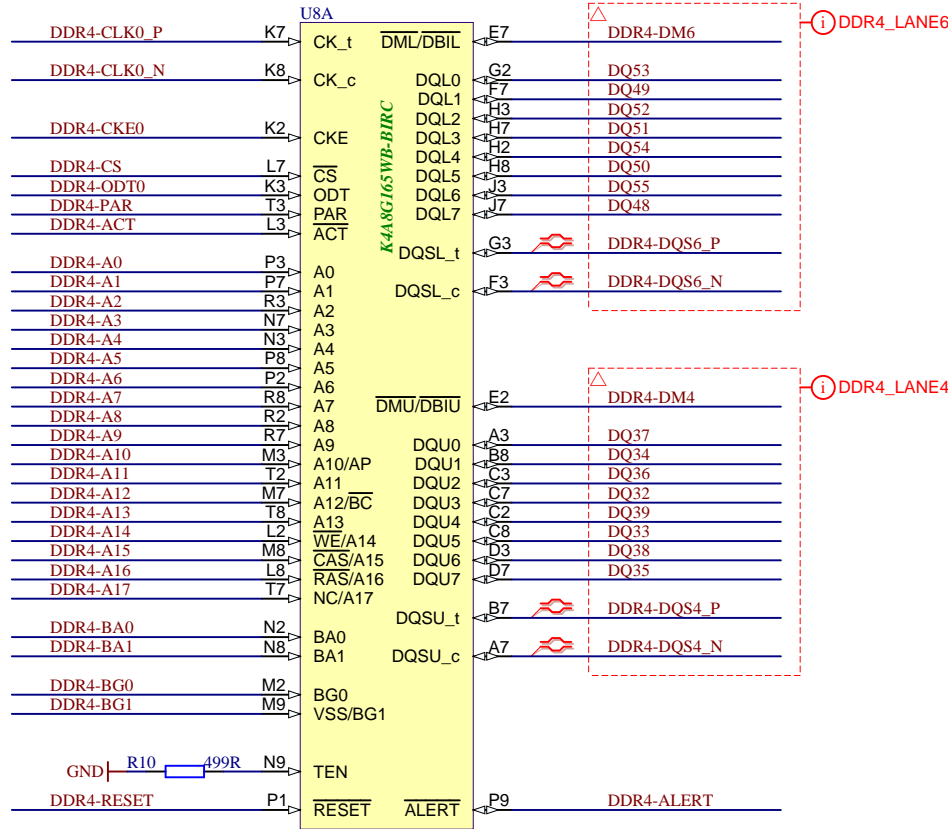 U8A
DDR4-CLK0_P K7 CK_t DML/DBIL E7 DDR4-DM6 i DDR4_LANE6
DDR4-CLK0_N K8 CK_c DQL0 G2 DQ53
DQL1 F7 DQ49
DQL2 H3 DQ52
DDR4-CKE0 K2 CKE DQL3 H7 DQ51
DQL4 H2 DQ54
DDR4-CS L7 CS DQL5 H8 DQ50
DDR4-ODT0 K3 ODT DQL6 J3 DQ55
DDR4-PAR T3 PAR DQL7 J7 DQ48
DDR4-ACT L3 ACT
K4A8G165WB-BIRC
DQSL_t G3 DDR4-DQS6_P
DDR4-A0 P3 A0
DDR4-A1 P7 A1 DQSL_c F3 DDR4-DQS6_N
DDR4-A2 R3 A2
DDR4-A3 N7 A3
DDR4-A4 N3 A4
DDR4-A5 P8 A5
DDR4-A6 P2 A6 i DDR4_LANE4
DDR4-A7 R8 A7 DMU/DBIU E2 DDR4-DM4
DDR4-A8 R2 A8
DDR4-A9 R7 A9 DQU0 A3 DQ37
DDR4-A10 M3 A10/AP DQU1 B8 DQ34
DDR4-A11 T2 A11 DQU2 C3 DQ36
DDR4-A12 M7 A12/BC DQU3 C7 DQ32
DDR4-A13 T8 A13 DQU4 C2 DQ39
DDR4-A14 L2 WE/A14 DQU5 C8 DQ33
DDR4-A15 M8 CAS/A15 DQU6 D3 DQ38
DDR4-A16 L8 RAS/A16 DQU7 D7 DQ35
DDR4-A17 T7 NC/A17
DQSU_t B7 DDR4-DQS4_P
DDR4-BA0 N2 BA0
DDR4-BA1 N8 BA1 DQSU_c A7 DDR4-DQS4_N
DDR4-BG0 M2 BG0
DDR4-BG1 M9 VSS/BG1
GND R10 499R N9 TEN
DDR4-RESET P1 RESET ALERT P9 DDR4-ALERT